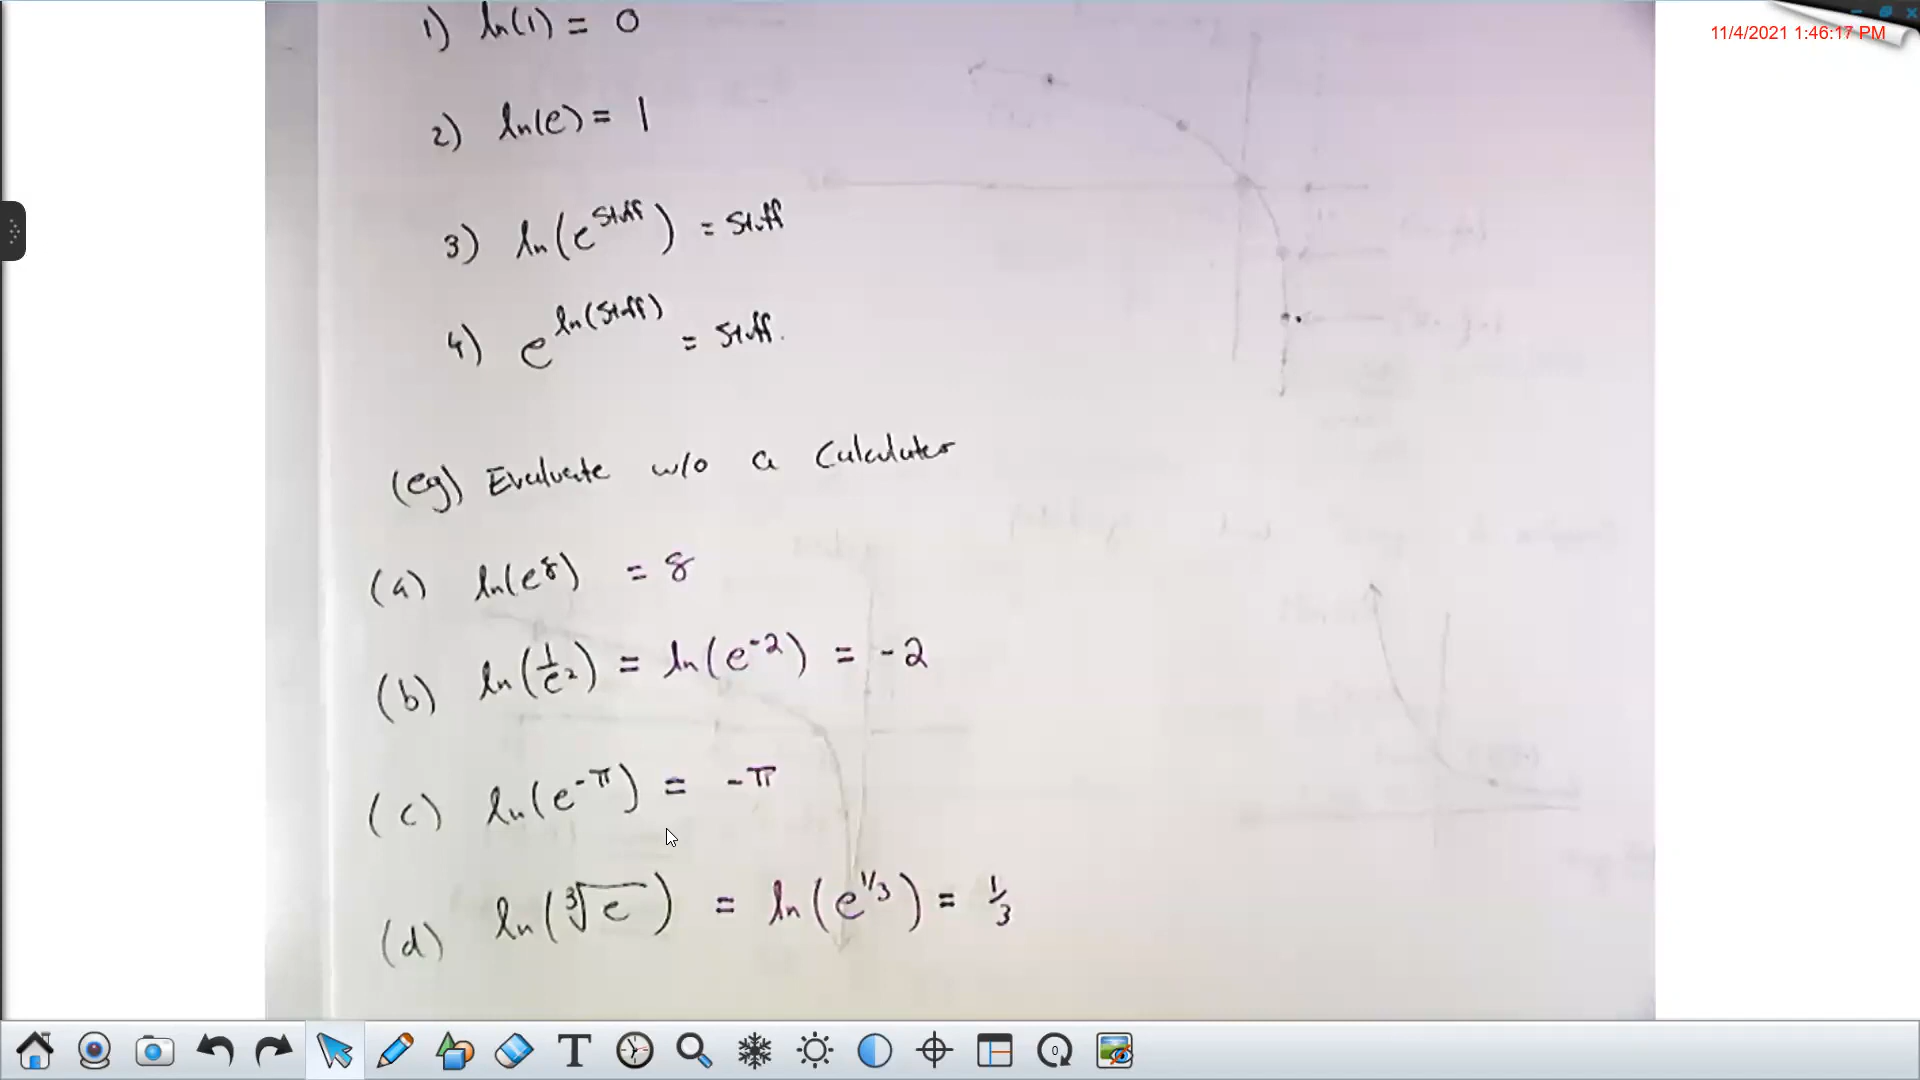 11/4/2021 1:46:17 PM
1) ln(1) = 0
2) ln(e) = 1
3) ln(e^stuff) = stuff
4) e^ln(stuff) = stuff.
(eg) Evaluate w/o a Calculator
(a) ln(e^8) = 8
(b) ln(1/e^2) = ln(e^-2) = -2
(c) ln(e^-π) = -π
(d) ln(∛e) = ln(e^1/3) = 1/3
T
0